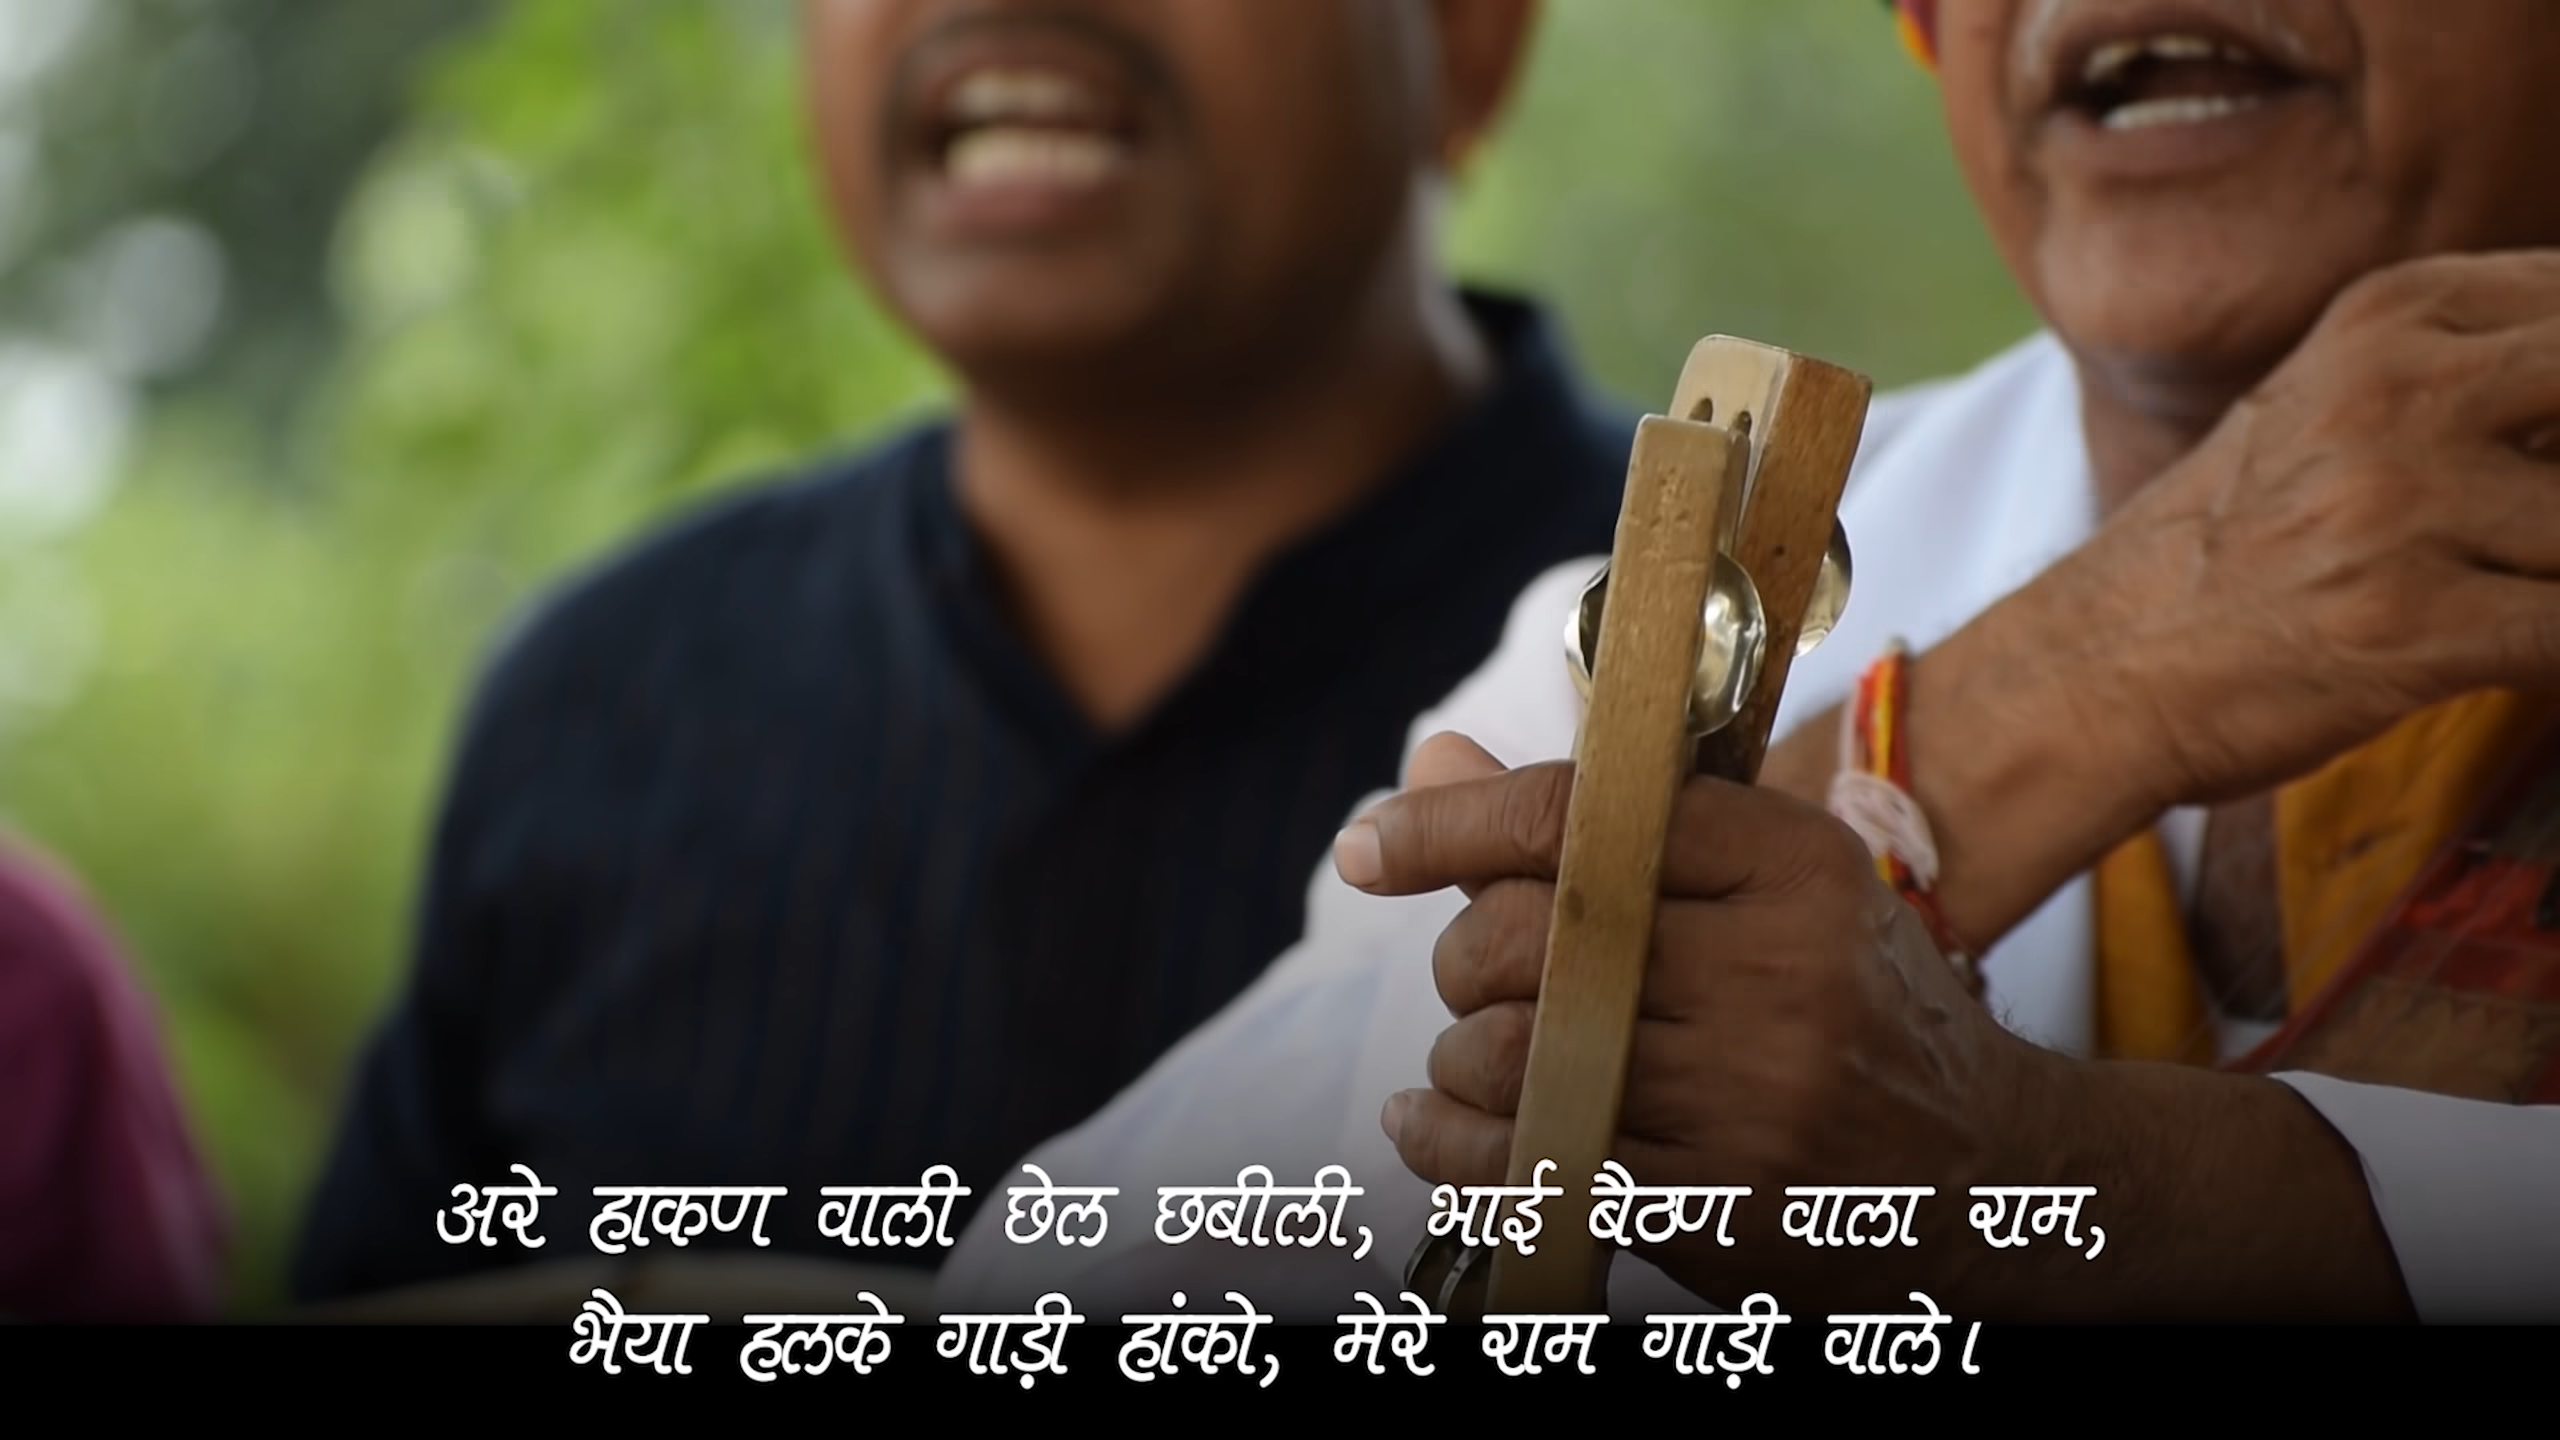 अरे हाकण वाली छेल छबीली, भाई बैठण वाला राम,
भैया हलके गाड़ी हांको, मेरे राम गाड़ी वाले।